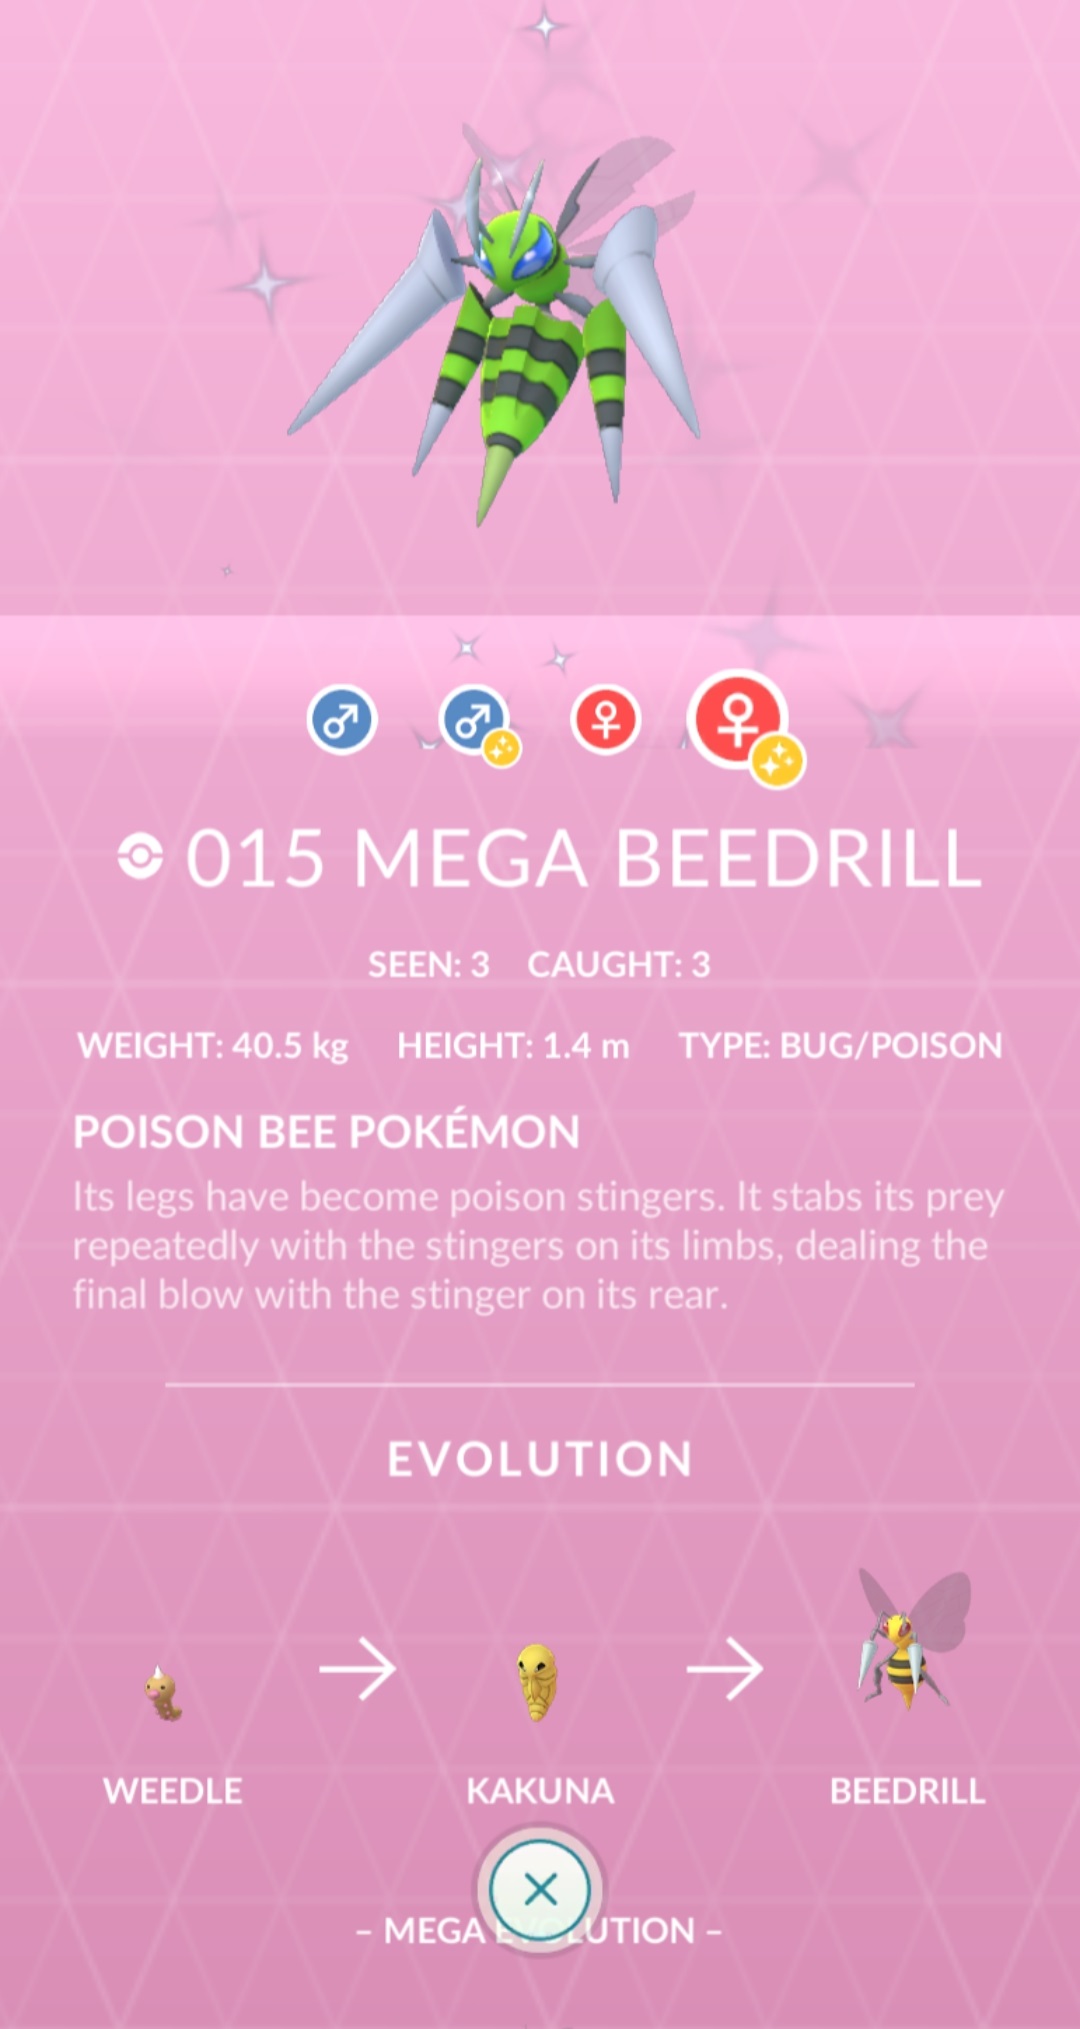 015 MEGA BEEDRILL
SEEN: 3 CAUGHT: 3
WEIGHT: 40.5 kg HEIGHT: 1.4 m TYPE: BUG/POISON
POISON BEE POKÉMON
Its legs have become poison stingers. It stabs its prey
repeatedly with the stingers on its limbs, dealing the
final blow with the stinger on its rear.
EVOLUTION
WEEDLE KAKUNA BEEDRILL
– MEGA EVOLUTION –